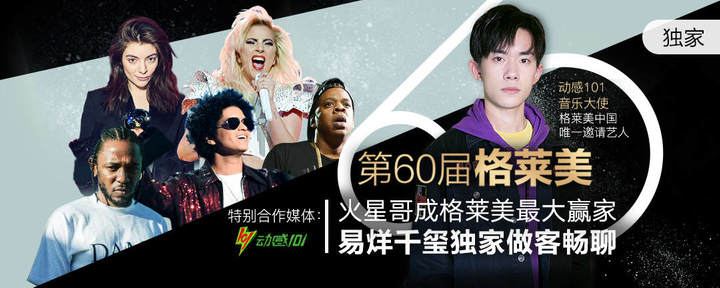 独家
动感101
音乐大使
格莱美中国
唯一邀请艺人
60
第60届格莱美
特别合作媒体：
101 动感101
火星哥成格莱美最大赢家
易烊千玺独家做客畅聊